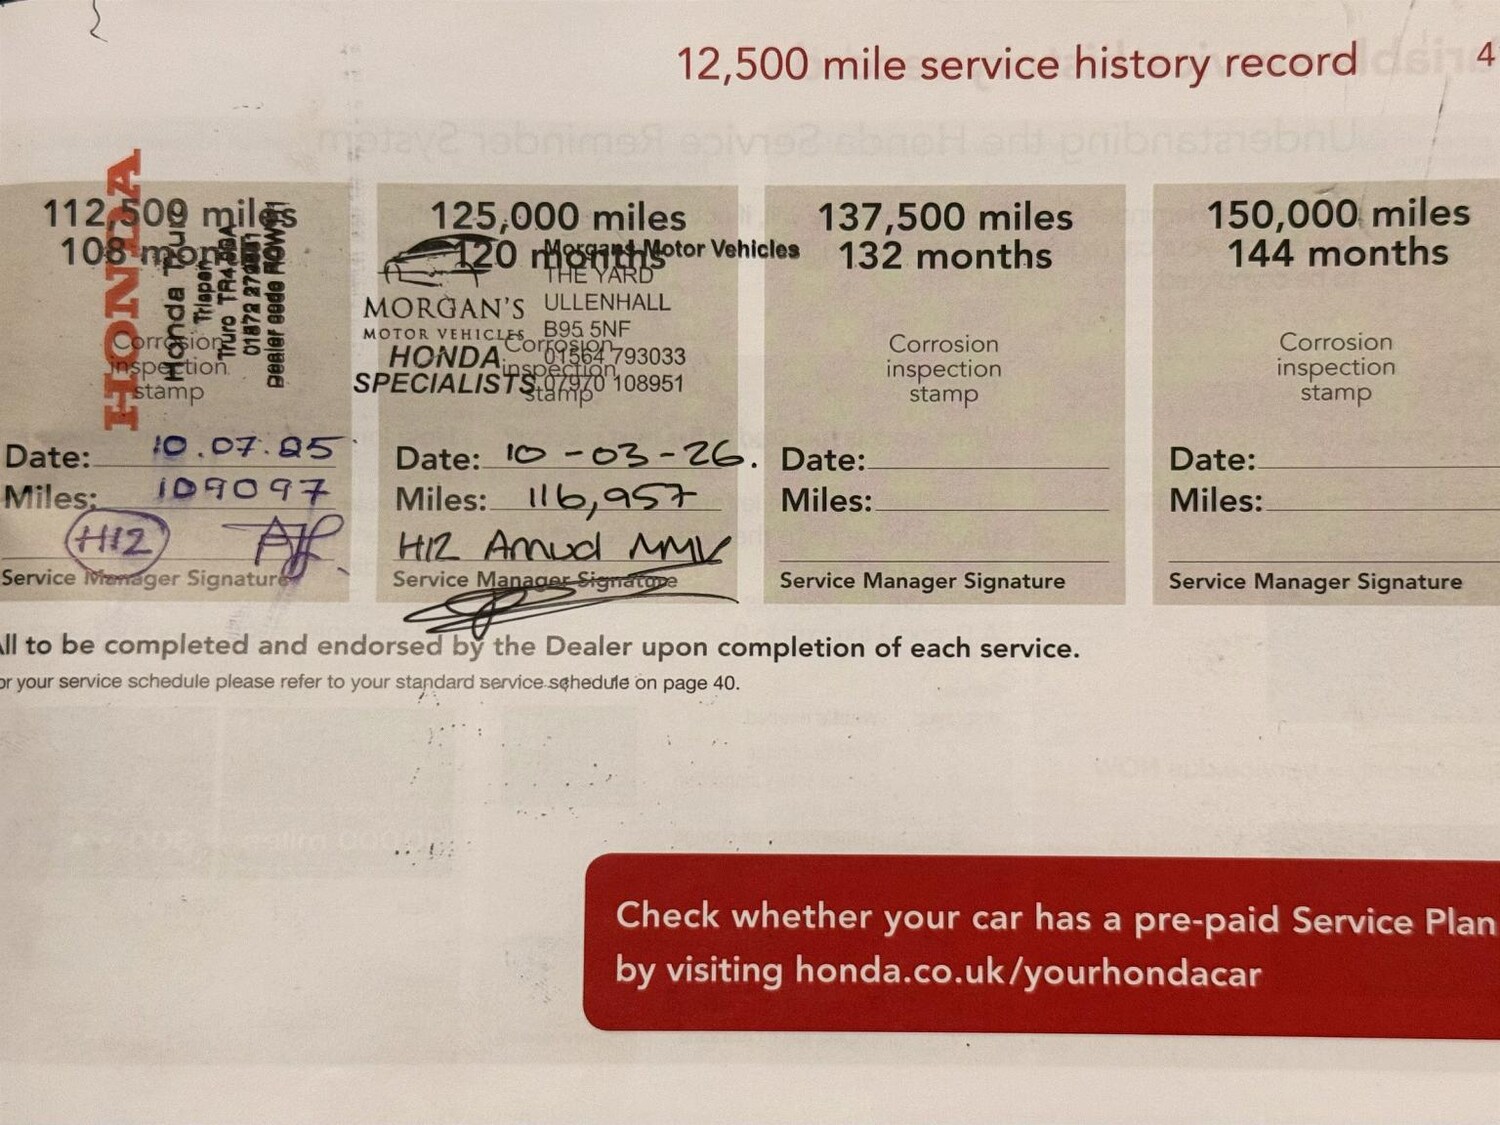 12,500 mile service history record 4
112,500 miles
108 months
HONDA
Honda Truro
Truro TR4
01872
Dealer code
Corrosion
inspection
stamp
Date: 10.07.25
Miles: 109097
H12
Service Manager Signature
125,000 miles
120 months
MORGAN'S
MOTOR VEHICLES
HONDA
SPECIALISTS
Morgans Motor Vehicles
THE YARD
ULLENHALL
B95 5NF
01564 793033
07970 108951
Corrosion
inspection
stamp
Date: 10-03-26.
Miles: 116,957
H12 Annual MMV
Service Manager Signature
137,500 miles
132 months
Corrosion
inspection
stamp
Date:
Miles:
Service Manager Signature
150,000 miles
144 months
Corrosion
inspection
stamp
Date:
Miles:
Service Manager Signature
ll to be completed and endorsed by the Dealer upon completion of each service.
or your service schedule please refer to your standard service schedule on page 40.
Check whether your car has a pre-paid Service Plan
by visiting honda.co.uk/yourhondacar